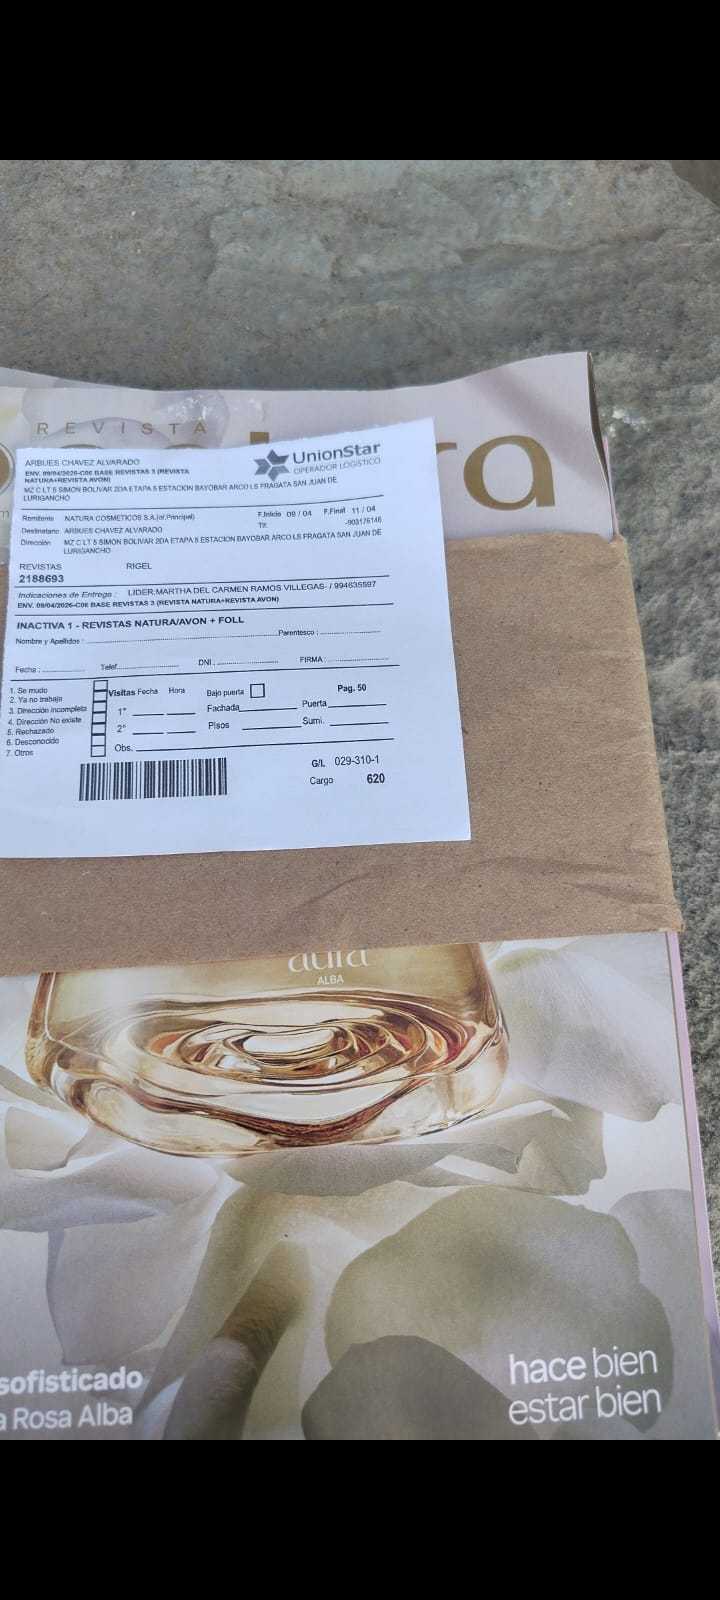 REVISTA
ra
ARBUES CHAVEZ ALVARADO
ENV. 09/04/2026-C06 BASE REVISTAS 3 (REVISTA
NATURA+REVISTA AVON)
MZ C LT 5 SIMON BOLIVAR 2DA ETAPA 5 ESTACION BAYOBAR ARCO LS FRAGATA SAN JUAN DE
LURIGANCHO
UnionStar
OPERADOR LOGÍSTICO
Remitente NATURA COSMETICOS S.A.(of.Principal) F.Inicio 09 / 04 F.Final 11 / 04
Destinatario ARBUES CHAVEZ ALVARADO Tlf: -903176146
Dirección MZ C LT 5 SIMON BOLIVAR 2DA ETAPA 5 ESTACION BAYOBAR ARCO LS FRAGATA SAN JUAN DE
LURIGANCHO
REVISTAS RIGEL
2188693
Indicaciones de Entrega : LIDER:MARTHA DEL CARMEN RAMOS VILLEGAS- / 994635597
ENV. 09/04/2026-C06 BASE REVISTAS 3 (REVISTA NATURA+REVISTA AVON)
INACTIVA 1 - REVISTAS NATURA/AVON + FOLL
Nombre y Apellidos : Parentesco :
Fecha : Telef. DNI : FIRMA :
1. Se mudo
2. Ya no trabaja
3. Dirección incompleta
4. Dirección No existe
5. Rechazado
6. Desconocido
7. Otros
Visitas Fecha Hora Bajo puerta Pag. 50
1° Fachada Puerta
2° Pisos Sumi.
Obs.
G/L 029-310-1
Cargo 620
aura
ALBA
sofisticado
a Rosa Alba
hace bien
estar bien